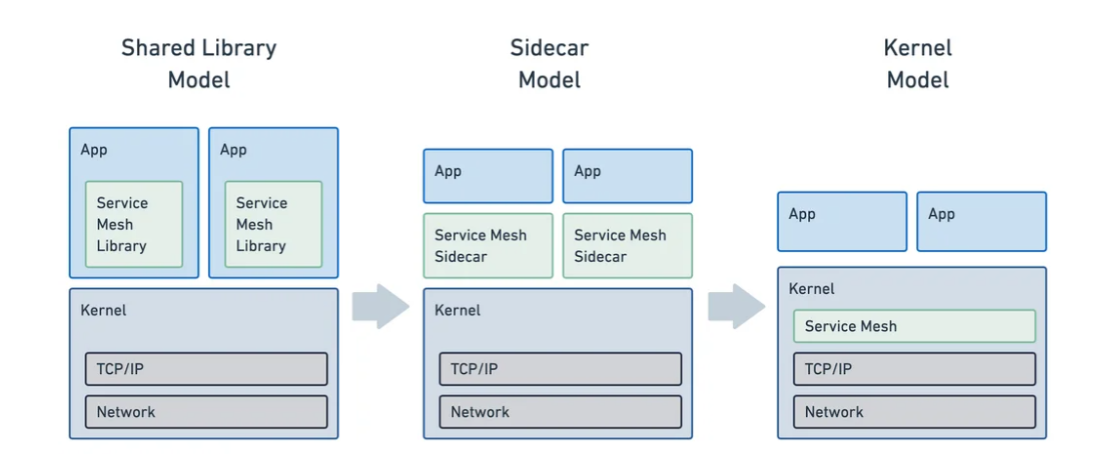 Shared Library
Model
Sidecar
Model
Kernel
Model
App
Service
Mesh
Library
App
Service
Mesh
Library
Kernel
TCP/IP
Network
App
App
Service Mesh
Sidecar
Service Mesh
Sidecar
Kernel
TCP/IP
Network
App
App
Kernel
Service Mesh
TCP/IP
Network